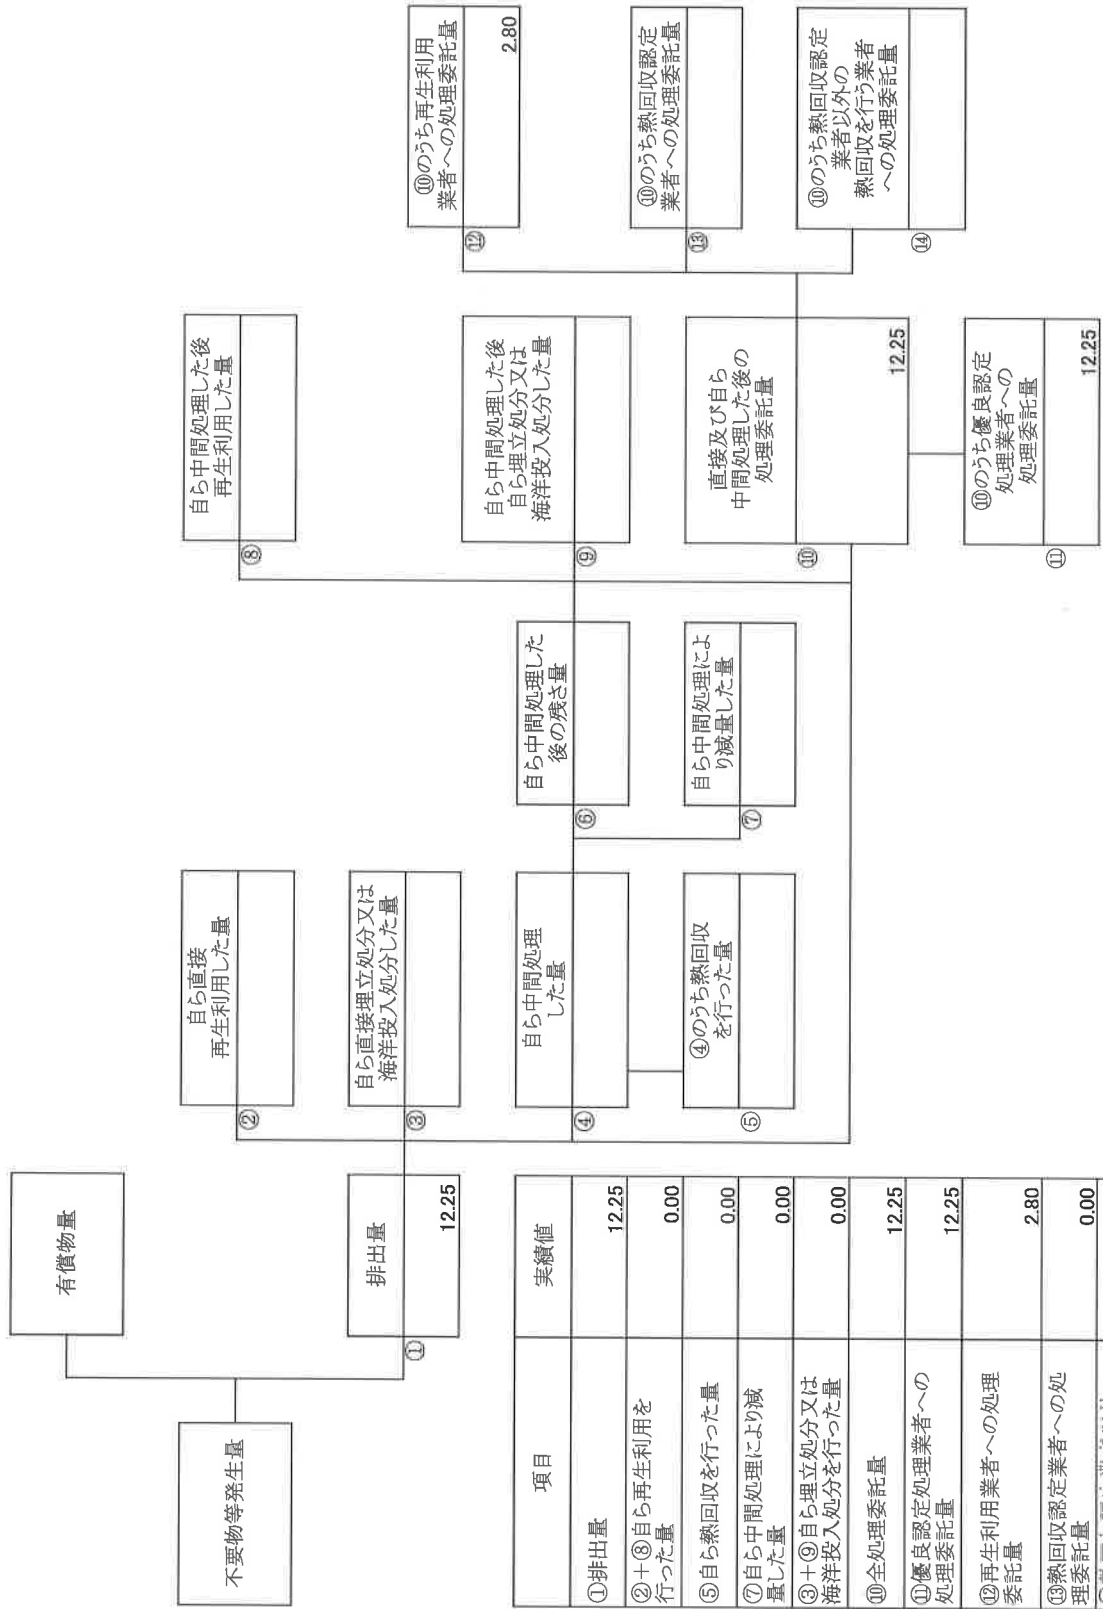 不要物等発生量
有償物量
①
排出量
12.25
②
自ら直接
再生利用した量
③
自ら直接埋立処分又は
海洋投入処分した量
④
自ら中間処理
した量
⑤
④のうち熱回収
を行った量
⑥
自ら中間処理した
後の残さ量
⑦
自ら中間処理によ
り減量した量
⑧
自ら中間処理した後
再生利用した量
⑨
自ら中間処理した後
自ら埋立処分又は
海洋投入処分した量
⑩
直接及び自ら
中間処理した後の
処理委託量
12.25
⑪
⑩のうち優良認定
処理業者への
処理委託量
12.25
⑫
⑩のうち再生利用
業者への処理委託量
2.80
⑬
⑩のうち熱回収認定
業者への処理委託量
⑭
⑩のうち熱回収認定
業者以外の
熱回収を行う業者
への処理委託量
項目 実績値
①排出量 12.25
②+⑧自ら再生利用を
行った量 0.00
⑤自ら熱回収を行った量 0.00
⑦自ら中間処理により減
量した量 0.00
③+⑨自ら埋立処分又は
海洋投入処分を行った量 0.00
⑩全処理委託量 12.25
⑪優良認定処理業者への
処理委託量 12.25
⑫再生利用業者への処理
委託量 2.80
⑬熱回収認定業者への処
理委託量 0.00